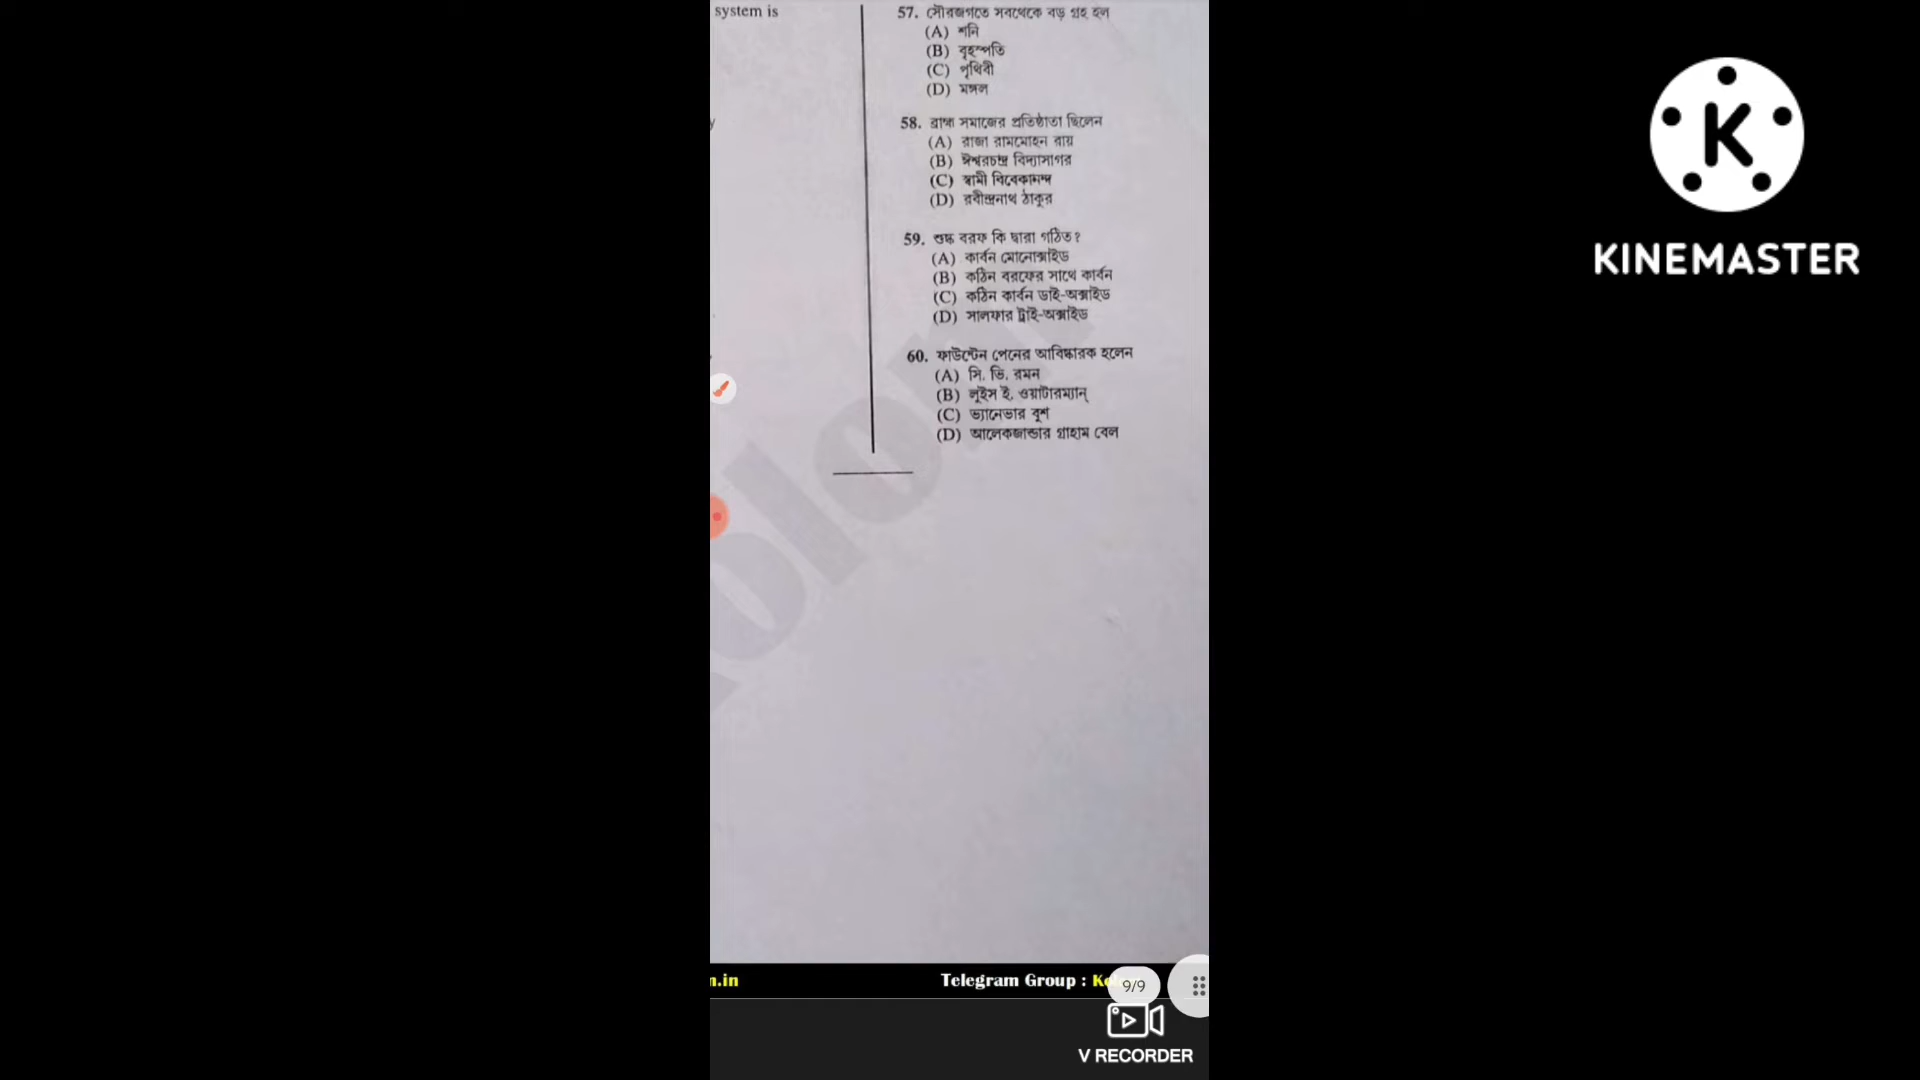 system is
57. সৌরজগতে সবথেকে বড় গ্রহ হল
(A) শনি
(B) বৃহস্পতি
(C) পৃথিবী
(D) মঙ্গল
58. ব্রাহ্ম সমাজের প্রতিষ্ঠাতা ছিলেন
(A) রাজা রামমোহন রায়
(B) ঈশ্বরচন্দ্র বিদ্যাসাগর
(C) স্বামী বিবেকানন্দ
(D) রবীন্দ্রনাথ ঠাকুর
59. শুষ্ক বরফ কি দ্বারা গঠিত?
(A) কার্বন মোনোক্সাইড
(B) কঠিন বরফের সাথে কার্বন
(C) কঠিন কার্বন ডাই-অক্সাইড
(D) সালফার ট্রাই-অক্সাইড
60. ফাউন্টেন পেনের আবিষ্কারক হলেন
(A) সি. ভি. রমন
(B) লুইস ই. ওয়াটারম্যান্
(C) ভ্যানেভার বুশ
(D) আলেকজান্ডার গ্রাহাম বেল
n.in
Telegram Group :
9/9
V RECORDER
K
KINEMASTER